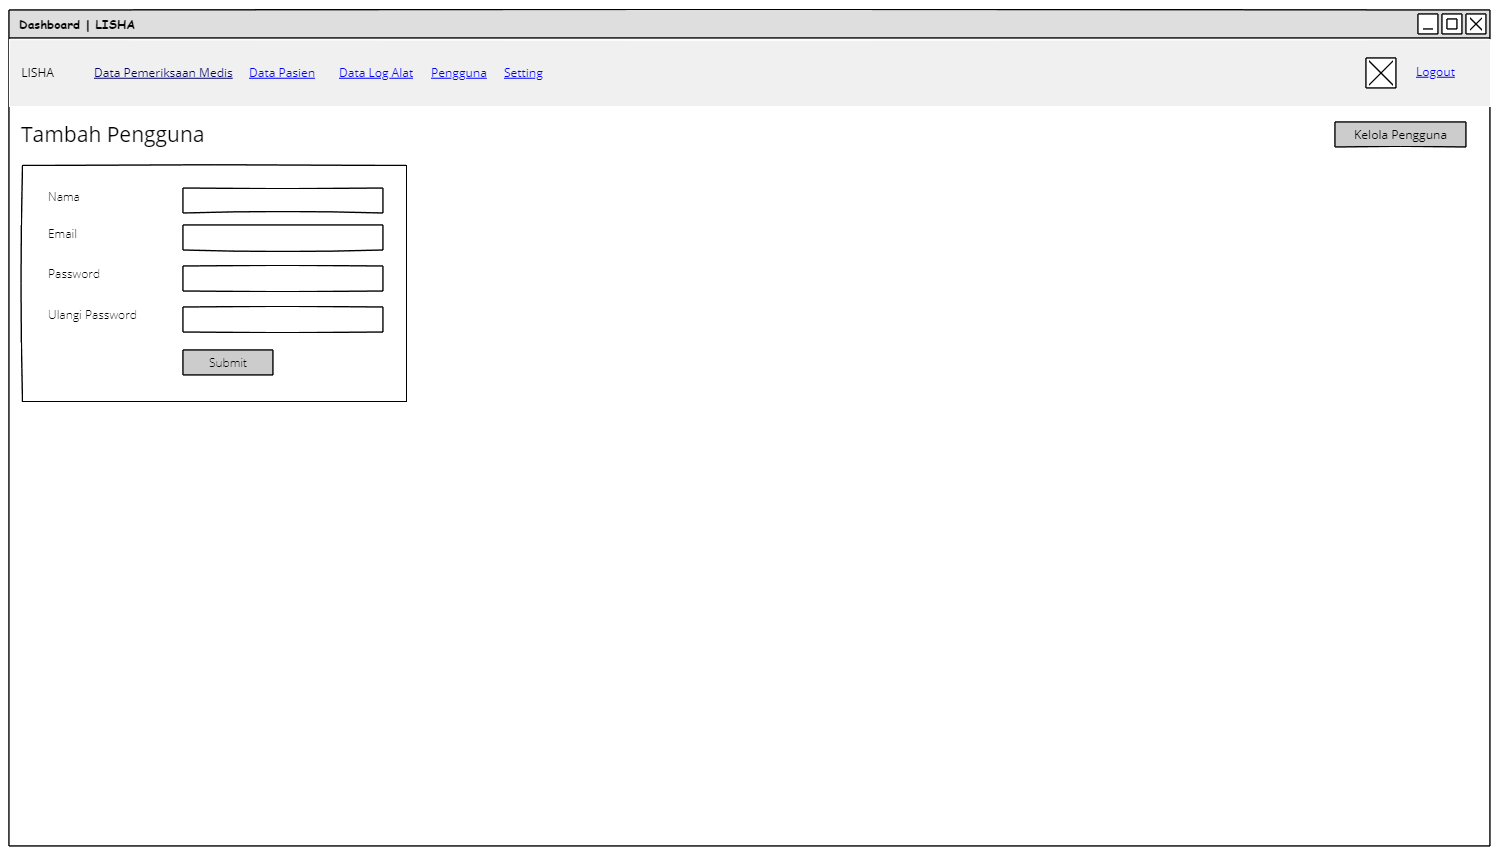 Dashboard | LISHA
LISHA Data Pemeriksaan Medis Data Pasien Data Log Alat Pengguna Setting Logout
Tambah Pengguna Kelola Pengguna
Nama
Email
Password
Ulangi Password
Submit